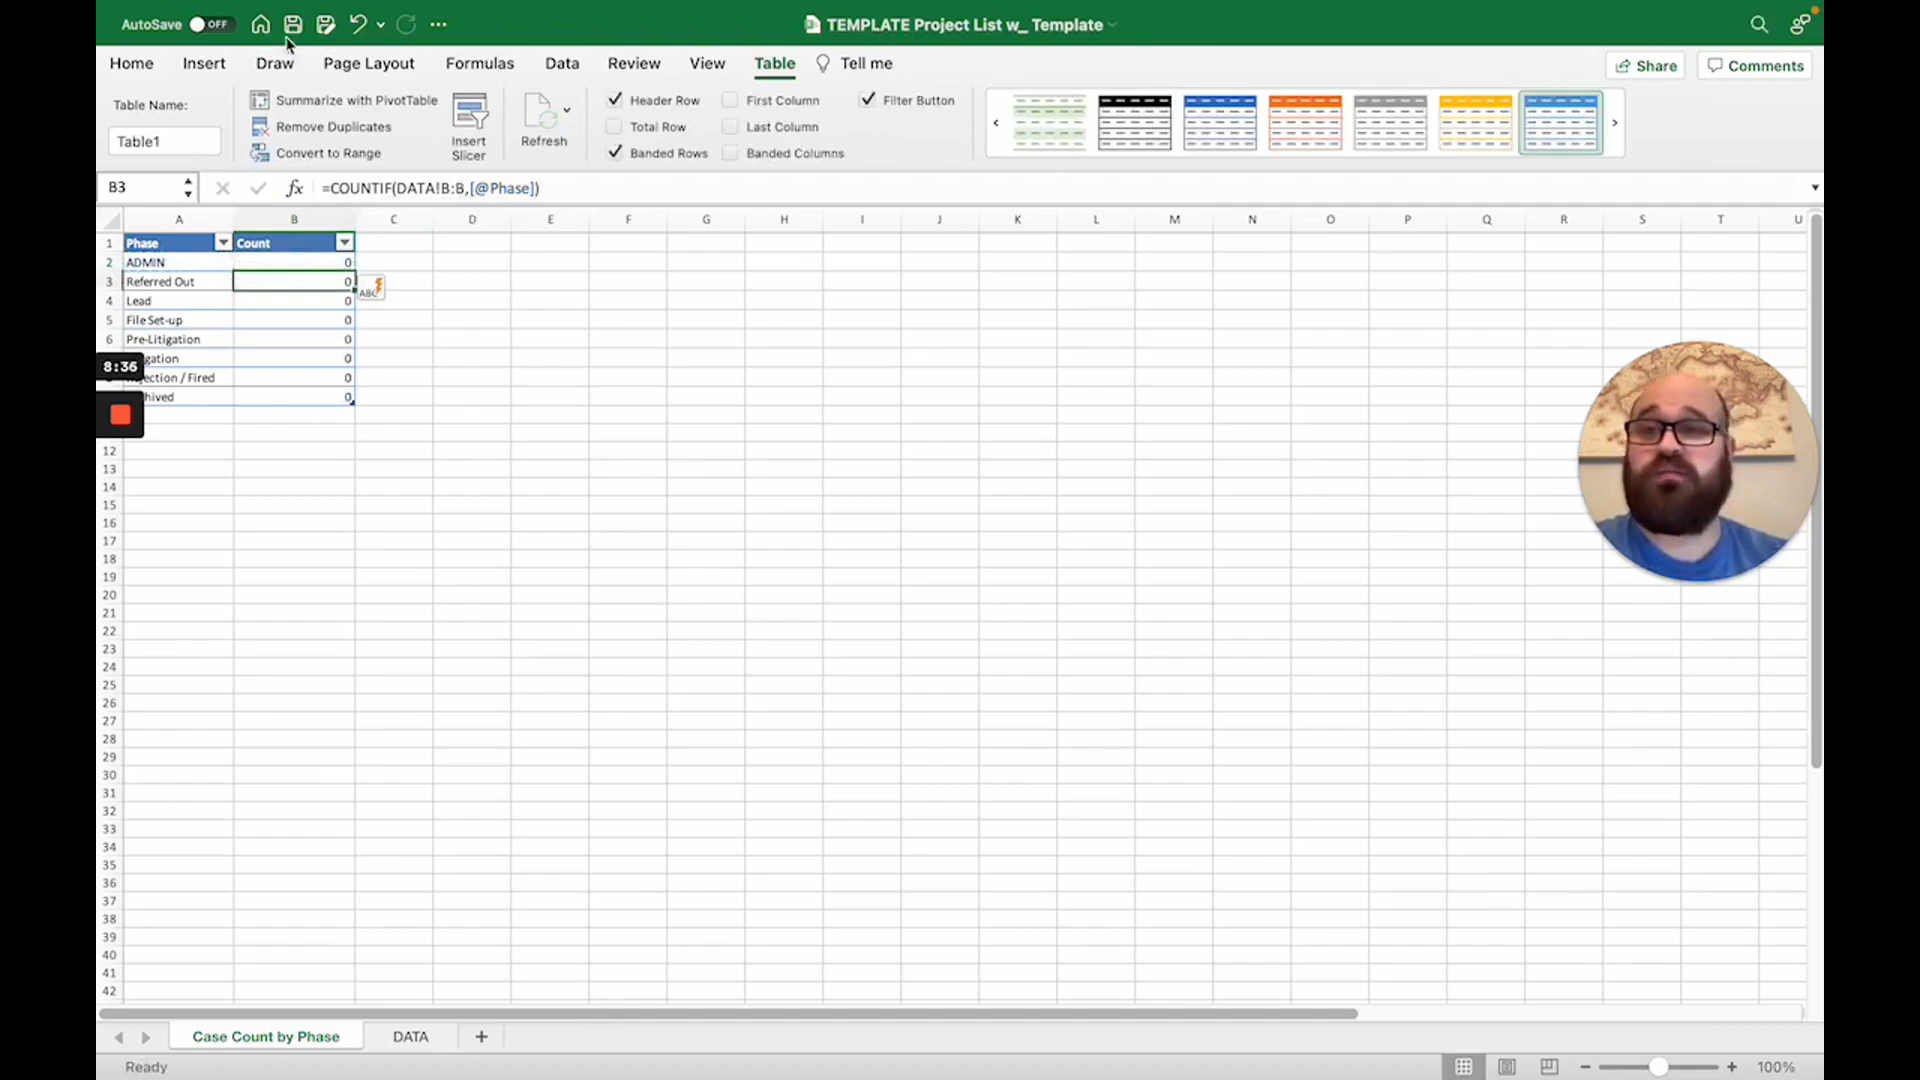 AutoSave OFF
TEMPLATE Project List w_ Template
Home Insert Draw Page Layout Formulas Data Review View Table Tell me
Share Comments
Table Name:
Table1
Summarize with PivotTable
Remove Duplicates
Convert to Range
Insert
Slicer
Refresh
Header Row First Column Filter Button
Total Row Last Column
Banded Rows Banded Columns
B3 fx =COUNTIF(DATA!B:B,[@Phase])
A B C D E F G H I J K L M N O P Q R S T U
1 Phase Count
2 ADMIN 0
3 Referred Out 0
ABC
4 Lead 0
5 File Set-up 0
6 Pre-Litigation 0
gation 0
8:36
ection / Fired 0
hived 0
12
13
14
15
16
17
18
19
20
21
22
23
24
25
26
27
28
29
30
31
32
33
34
35
36
37
38
39
40
41
42
Case Count by Phase DATA +
Ready
100%